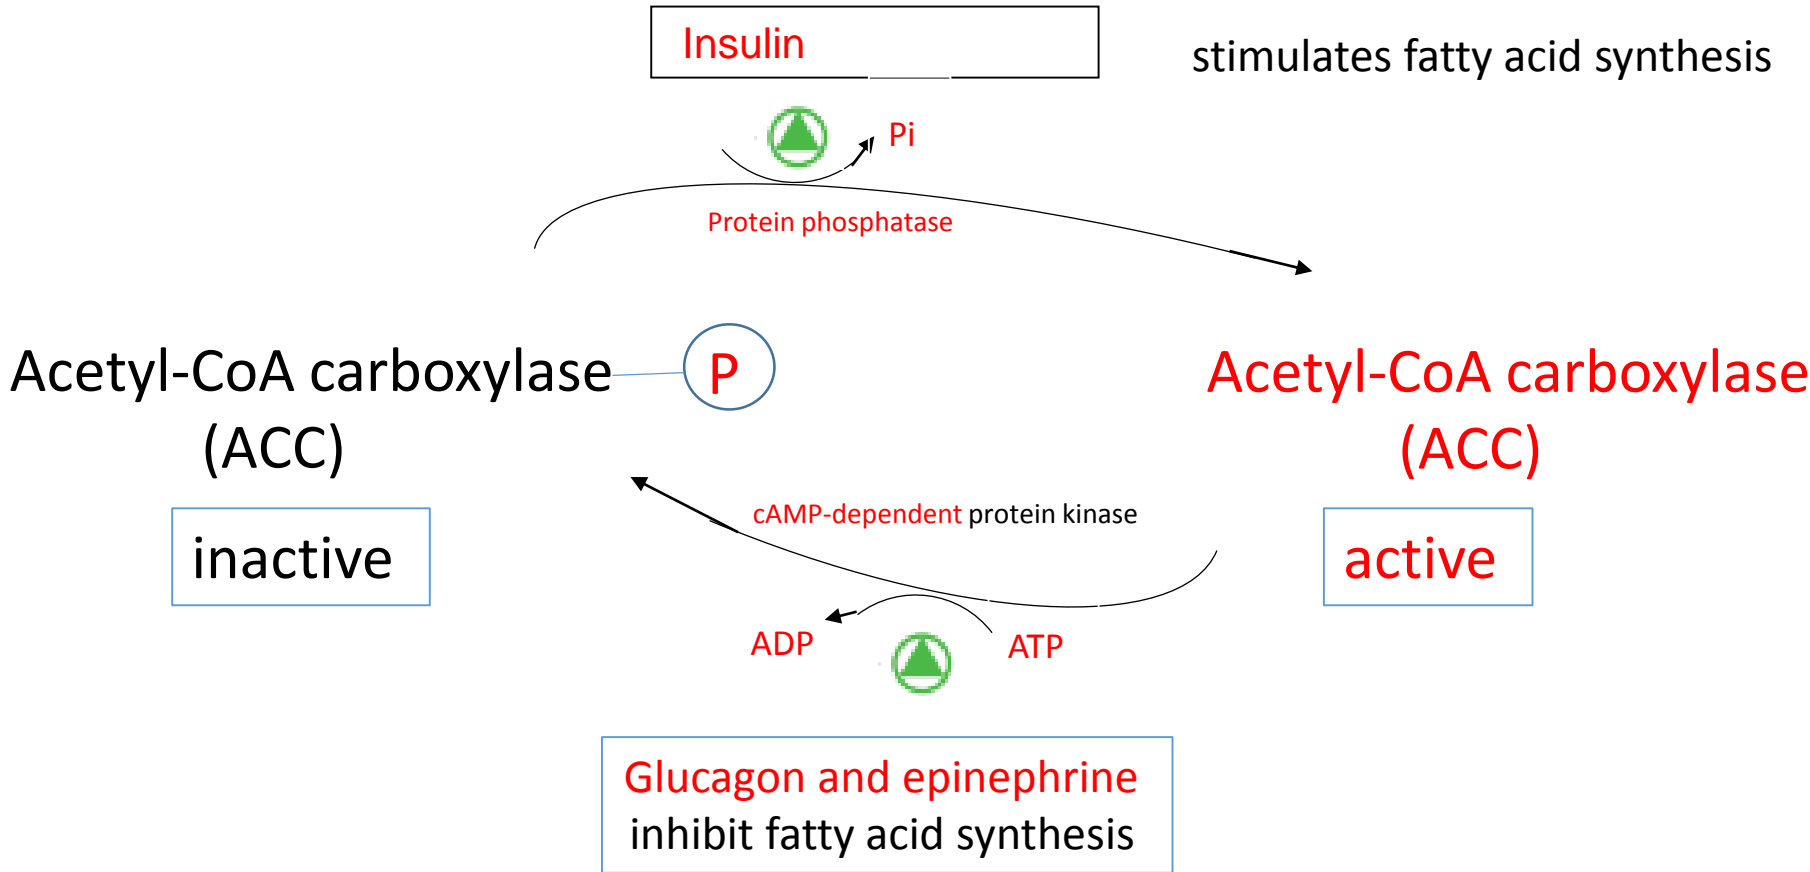 Insulin
stimulates fatty acid synthesis
Pi
Protein phosphatase
Acetyl-CoA carboxylase
(ACC)
P
Acetyl-CoA carboxylase
(ACC)
inactive
cAMP-dependent protein kinase
active
ADP
ATP
Glucagon and epinephrine
inhibit fatty acid synthesis